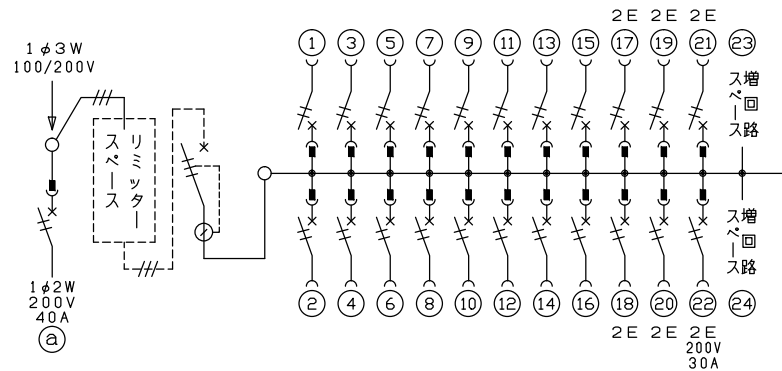 2E 2E 2E
1φ3W
100/200V
1 3 5 7 9 11 13 15 17 19 21 23
増回路
スペース
リミッター
スペース
増回路
スペース
1φ2W
200V
40A
a
2 4 6 8 10 12 14 16 18 20 22 24
2E 2E 2E
200V
30A